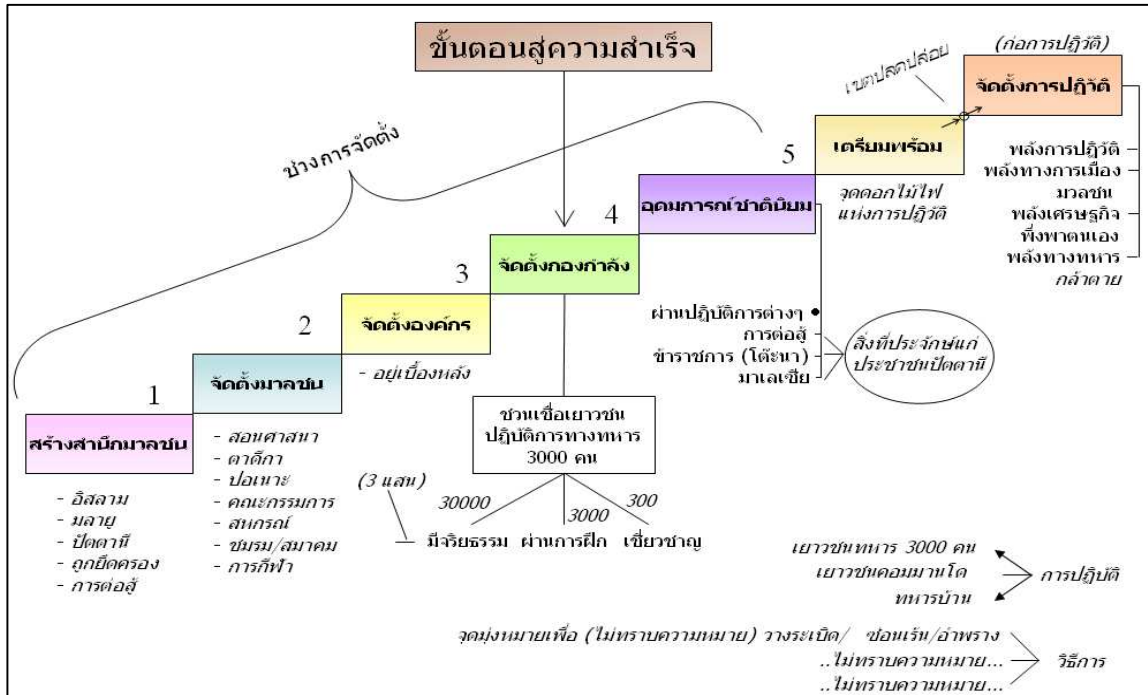 ขั้นตอนสู่ความสำเร็จ
(ก่อการปฏิวัติ)
จัดตั้งการปฏิวัติ
เขตปลดปล่อย
เตรียมพร้อม
จุดดอกไม้ไฟ
แห่งการปฏิวัติ
พลังการปฏิวัติ
พลังทางการเมือง
มวลชน
พลังเศรษฐกิจ
พึ่งพาตนเอง
พลังทางทหาร
กล้าตาย
ช่วงการจัดตั้ง
5
อุดมการณ์ชาตินิยม
ผ่านปฏิบัติการต่างๆ
การต่อสู้
ข้าราชการ (โต๊ะนา)
มาเลเซีย
สิ่งที่ประจักษ์แก่
ประชาชนปัตตานี
4
จัดตั้งกองกำลัง
3
จัดตั้งองค์กร
- อยู่เบื้องหลัง
2
จัดตั้งมาลชน
- สอนศาสนา
- ตาดีกา
- ปอเนาะ
- คณะกรรมการ
- สหกรณ์
- ชมรม/สมาคม
- การกีฬา
1
สร้างสำนึกมาลชน
- อิสลาม
- มลายู
- ปัตตานี
- ถูกยึดครอง
- การต่อสู้
ชวนเชื่อเยาวชน
ปฏิบัติการทางทหาร
3000 คน
(3 แสน)
30000
3000
300
มีจริยธรรม ผ่านการฝึก เชี่ยวชาญ
เยาวชนทหาร 3000 คน
เยาวชนคอมมานโด
ทหารบ้าน
การปฏิบัติ
จุดมุ่งหมายเพื่อ (ไม่ทราบความหมาย) วางระเบิด/ ซ่อนเร้น/อำพราง
..ไม่ทราบความหมาย...
..ไม่ทราบความหมาย...
วิธีการ